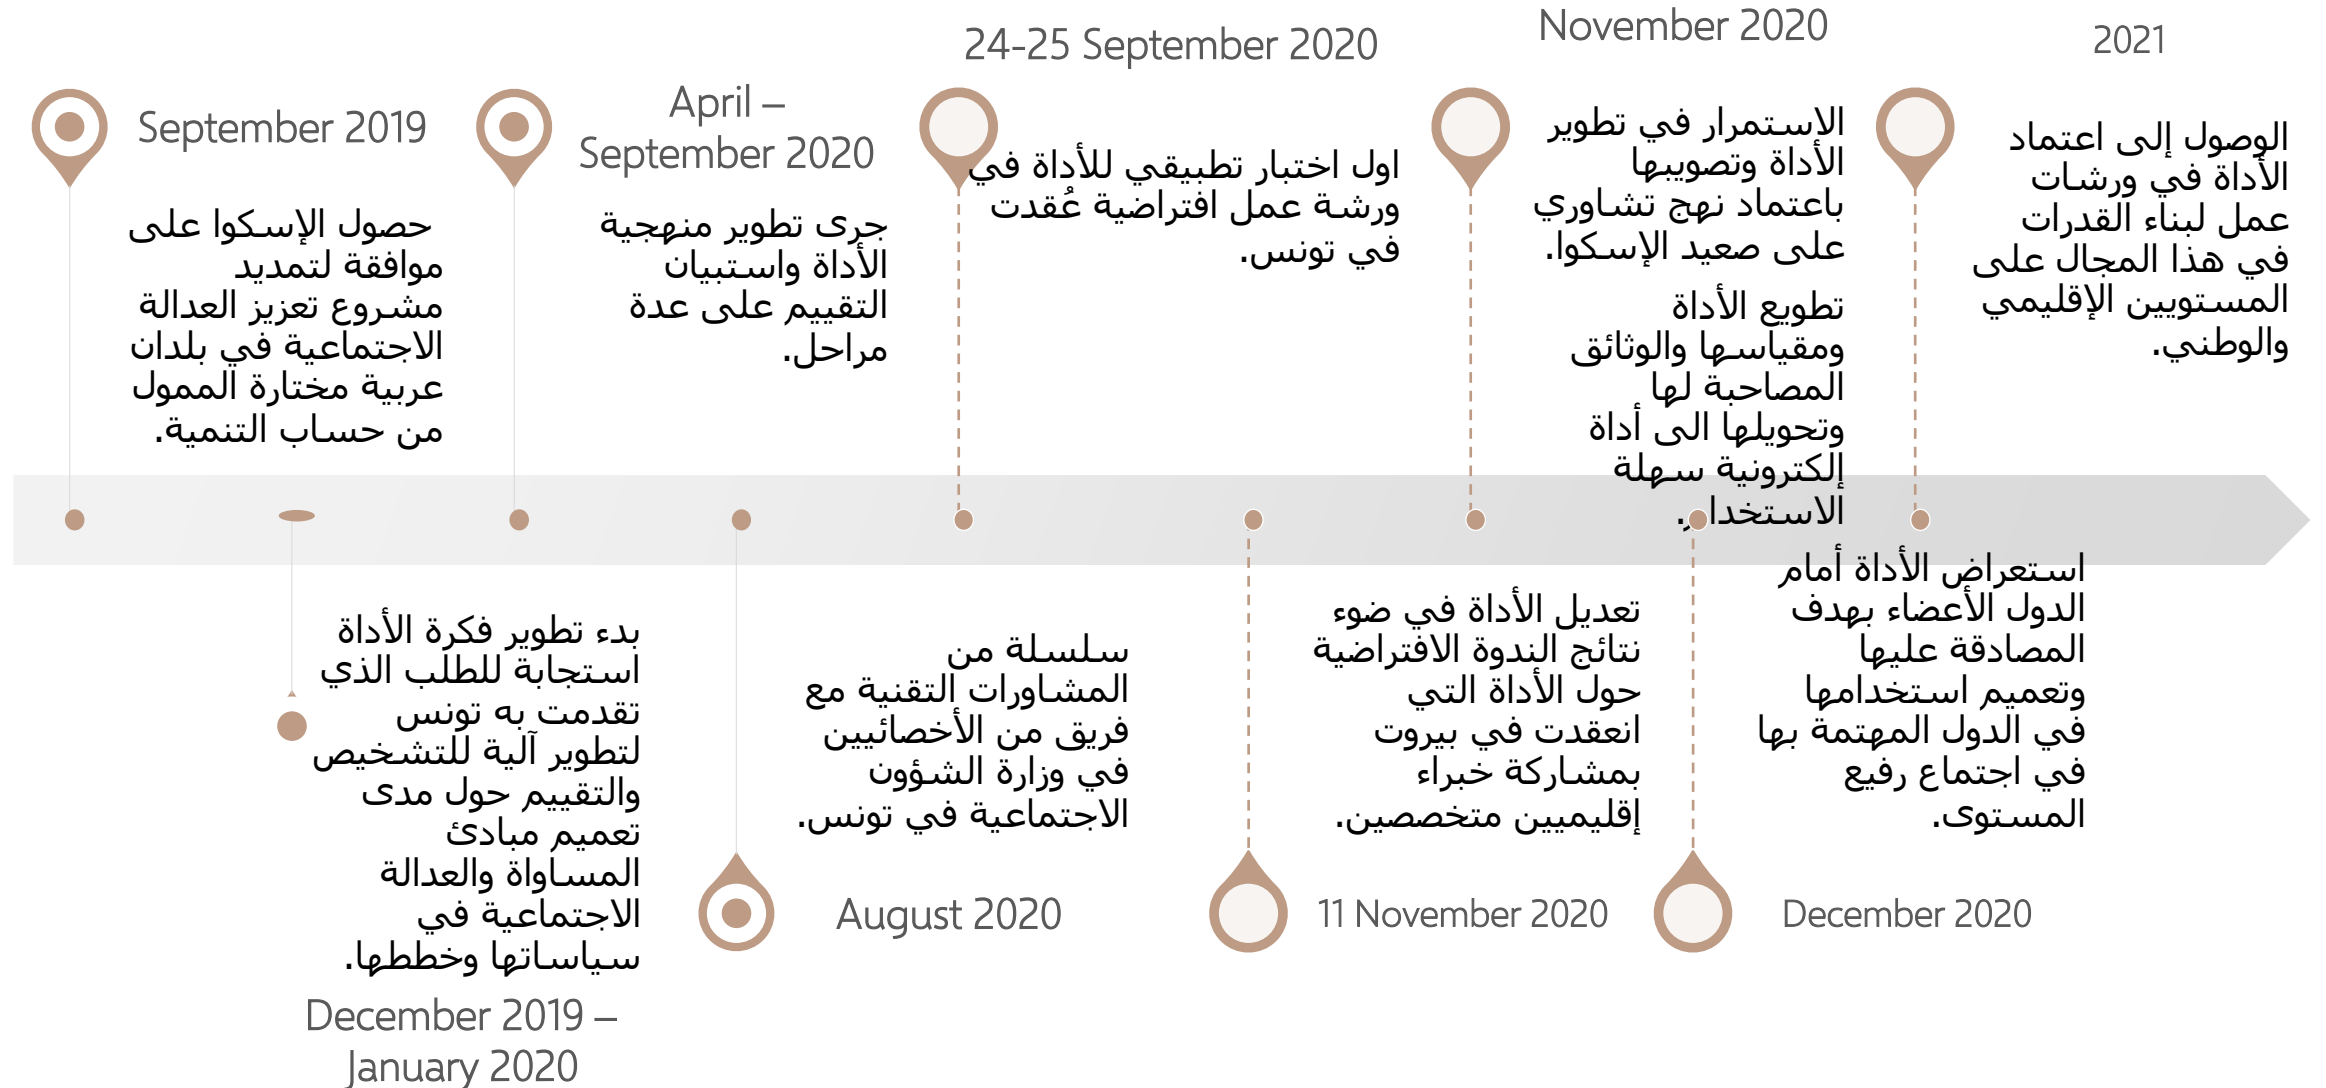 September 2019
حصول الإسكوا على
موافقة لتمديد
مشروع تعزيز العدالة
الاجتماعية في بلدان
عربية مختارة الممول
من حساب التنمية.
بدء تطوير فكرة الأداة
استجابة للطلب الذي
تقدمت به تونس
لتطوير آلية للتشخيص
والتقييم حول مدى
تعميم مبادئ
المساواة والعدالة
الاجتماعية في
سياساتها وخططها.
December 2019 –
January 2020
April –
September 2020
جرى تطوير منهجية
الأداة واستبيان
التقييم على عدة
مراحل.
سلسلة من
المشاورات التقنية مع
فريق من الأخصائيين
في وزارة الشؤون
الاجتماعية في تونس.
August 2020
24-25 September 2020
اول اختبار تطبيقي للأداة في
ورشة عمل افتراضية عُقدت
في تونس.
تعديل الأداة في ضوء
نتائج الندوة الافتراضية
حول الأداة التي
انعقدت في بيروت
بمشاركة خبراء
إقليميين متخصصين.
11 November 2020
November 2020
الاستمرار في تطوير
الأداة وتصويبها
باعتماد نهج تشاوري
على صعيد الإسكوا.
تطويع الأداة
ومقياسها والوثائق
المصاحبة لها
وتحويلها الى أداة
إلكترونية سهلة
الاستخدام.
استعراض الأداة أمام
الدول الأعضاء بهدف
المصادقة عليها
وتعميم استخدامها
في الدول المهتمة بها
في اجتماع رفيع
المستوى.
December 2020
2021
الوصول إلى اعتماد
الأداة في ورشات
عمل لبناء القدرات
في هذا المجال على
المستويين الإقليمي
والوطني.